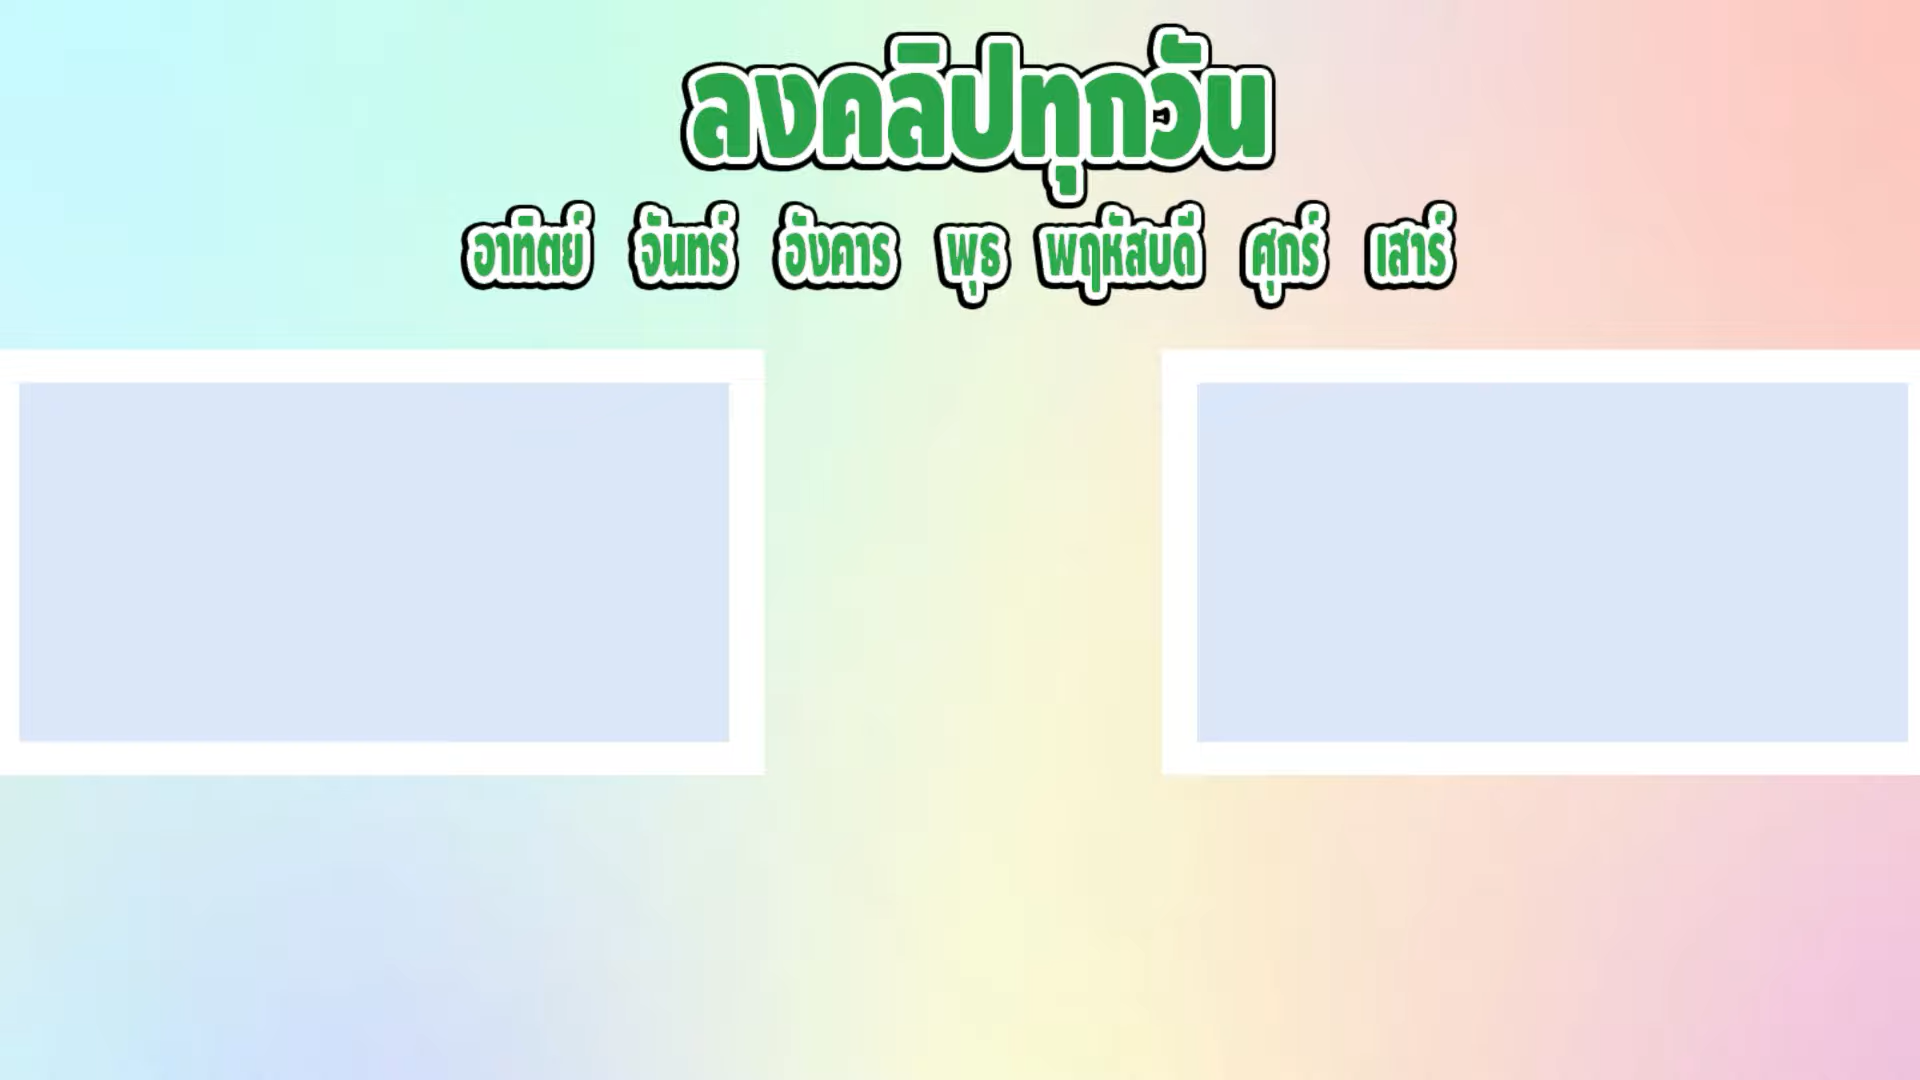 ลงคลิปทุกวัน
อาทิตย์ จันทร์ อังคาร พุธ พฤหัสบดี ศุกร์ เสาร์